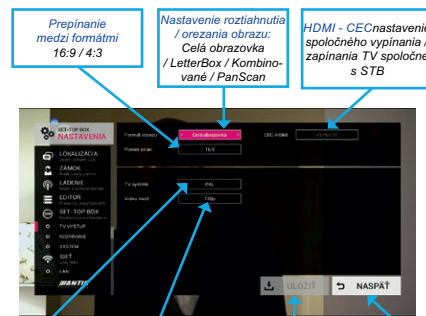 Prepínanie
medzi formátmi
16:9 / 4:3
Nastavenie roztiahnutia
/ orezania obrazu:
Celá obrazovka
/ LetterBox / Kombino-
vané / PanScan
HDMI - CECnastavenie
spoločného vypínania /
zapínania TV spoločne
s STB
SET-TOP BOX
NASTAVENIA
Formát obrazu
Celá obrazovka
CEC HDMI
Pomer strán
16:9
LOKALIZÁCIA
ZÁMOK
LADENIE
EDITOR
SET-TOP BOX
TV VÝSTUP
ROZHRANIE
SYSTÉM
SIEŤ
LAN
TV systém
PAL
Video mód
720p
ULOŽIŤ
NASPÄŤ